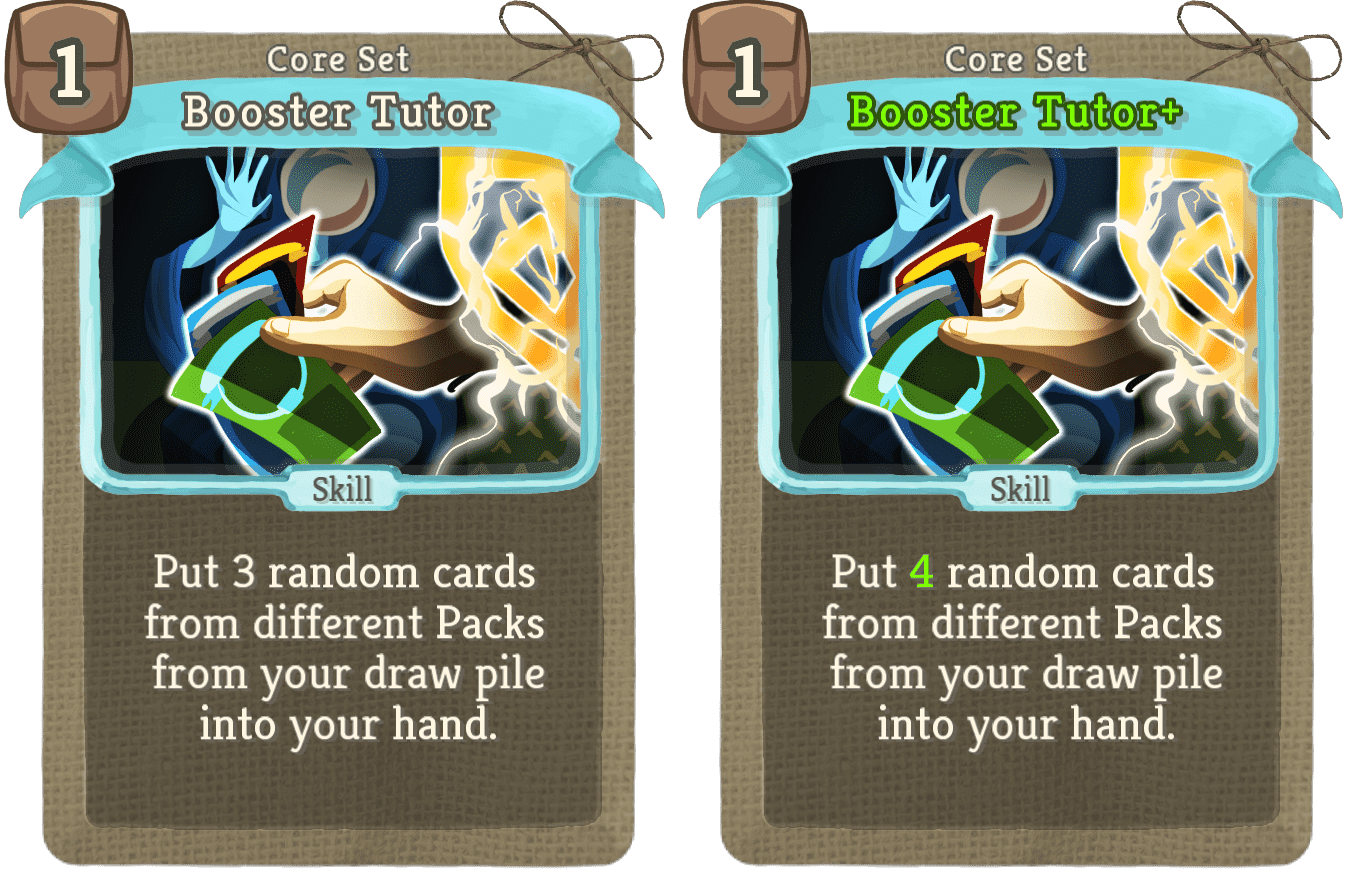 1
Core Set
Booster Tutor
Skill
Put 3 random cards
from different Packs
from your draw pile
into your hand.
1
Core Set
Booster Tutor+
Skill
Put 4 random cards
from different Packs
from your draw pile
into your hand.